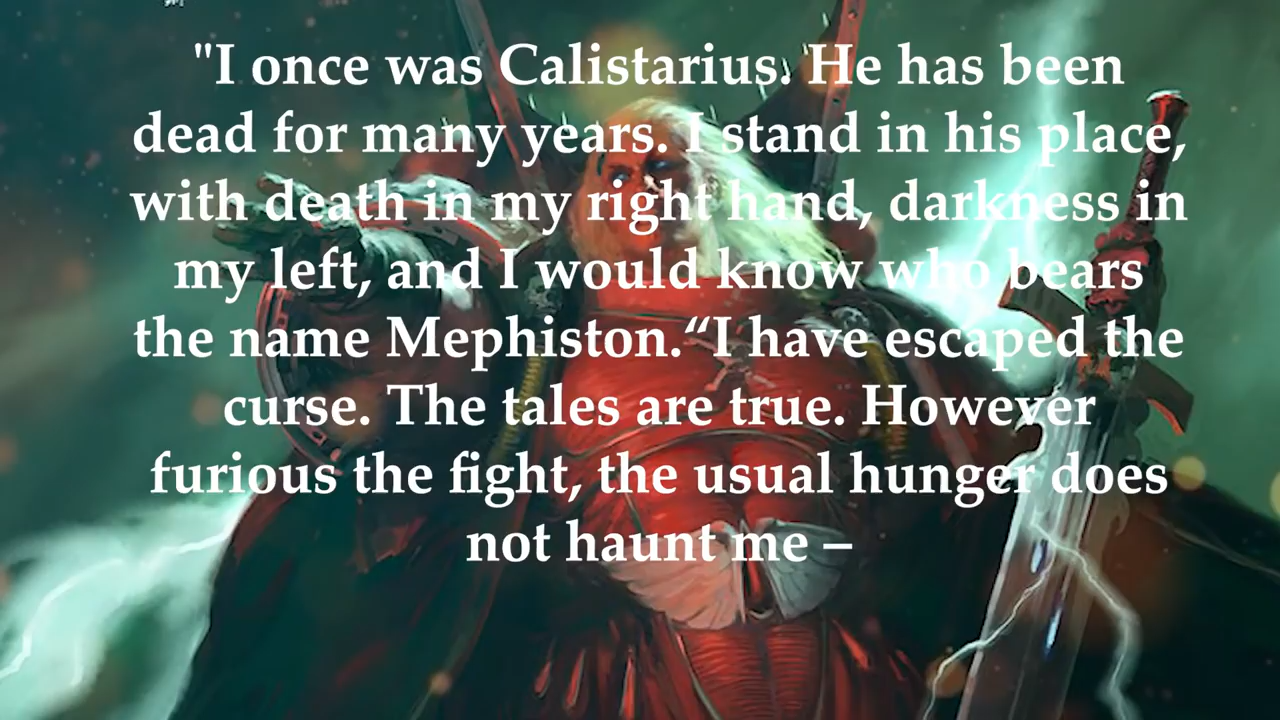 "I once was Calistarius. He has been
dead for many years. I stand in his place,
with death in my right hand, darkness in
my left, and I would know who bears
the name Mephiston.“I have escaped the
curse. The tales are true. However
furious the fight, the usual hunger does
not haunt me –